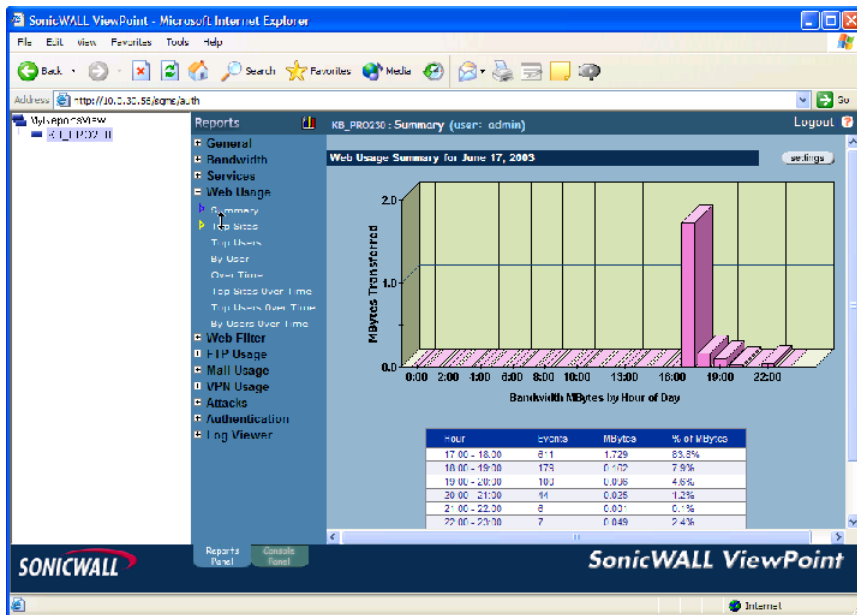 SonicWALL ViewPoint - Microsoft Internet Explorer
File Edit View Favorites Tools Help
Back Search Favorites Media
Address http://10.0.30.56/sgms/auth Go
MyReportsView
KB_PRO230
Reports
General
Bandwidth
Services
Web Usage
Summary
Top Sites
Top Users
By User
Over Time
Top Sites Over Time
Top Users Over Time
By Users Over Time
Web Filter
FTP Usage
Mail Usage
VPN Usage
Attacks
Authentication
Log Viewer
Reports Panel
Console Panel
KB_PRO230 : Summary (user: admin) Logout
Web Usage Summary for June 17, 2003 settings
MBytes Transferred
2.0
1.0
0.0
0:00 2:00 4:00 6:00 8:00 10:00 13:00 16:00 19:00 22:00
Bandwidth MBytes by Hour of Day
Hour Events MBytes % of MBytes
17:00 - 18:00 611 1.729 83.8%
18:00 - 19:00 179 0.162 7.9%
19:00 - 20:00 100 0.096 4.6%
20:00 - 21:00 44 0.025 1.2%
21:00 - 22:00 6 0.001 0.1%
22:00 - 23:00 7 0.049 2.4%
SONICWALL
SonicWALL ViewPoint
Internet